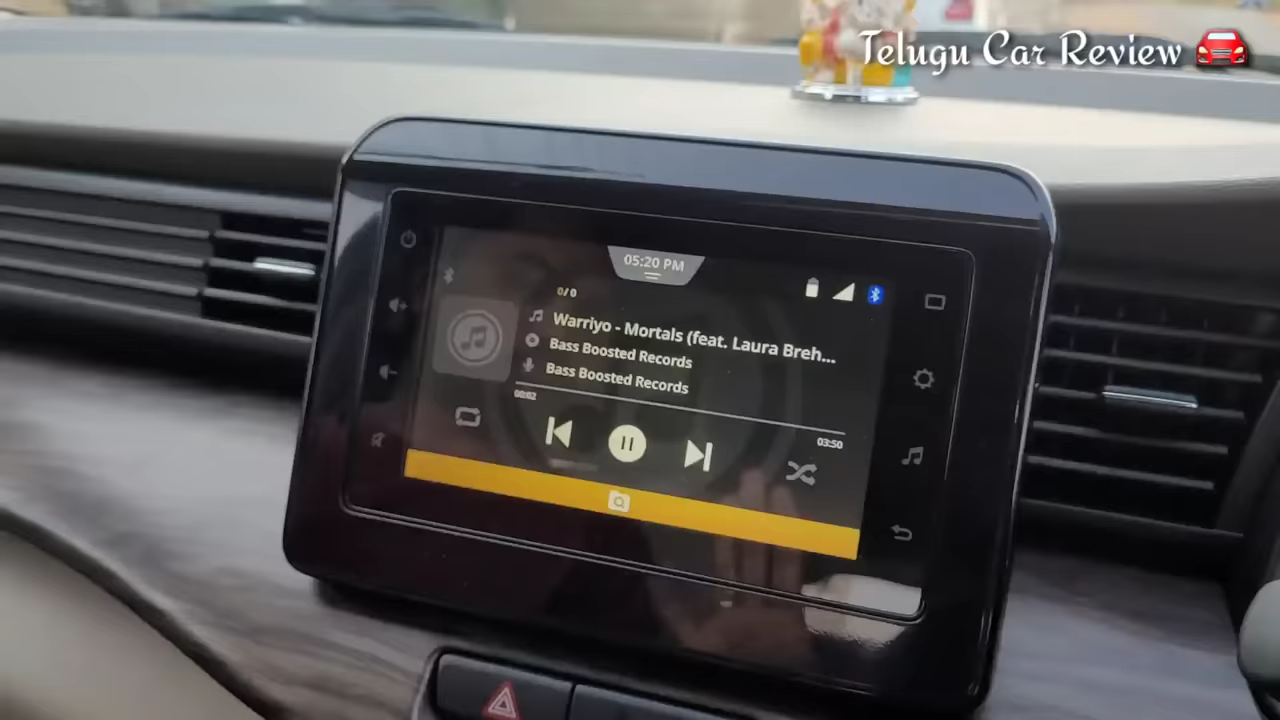 Telugu Car Review
05:20 PM
0/0
Warriyo - Mortals (feat. Laura Breh...
Bass Boosted Records
Bass Boosted Records
00:02
03:50